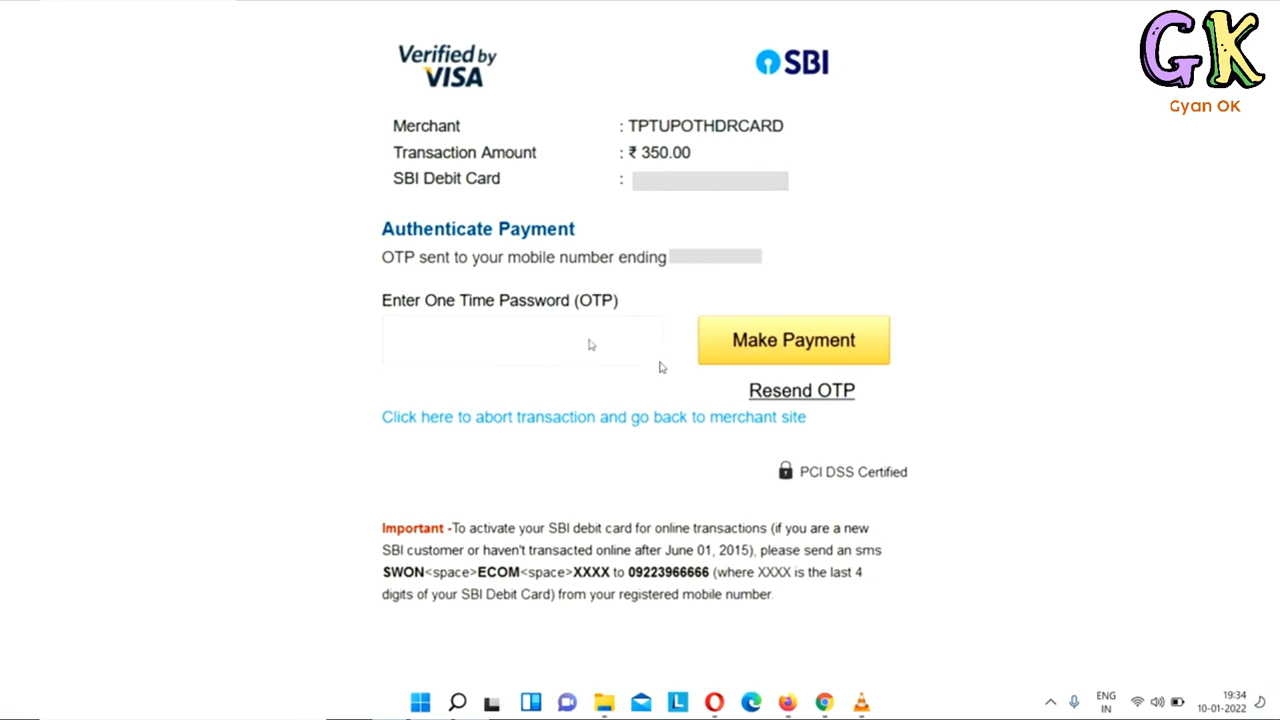 GK
Gyan OK
Verified by
VISA
SBI
Merchant : TPTUPOTHDRCARD
Transaction Amount : ₹ 350.00
SBI Debit Card :
Authenticate Payment
OTP sent to your mobile number ending
Enter One Time Password (OTP)
Make Payment
Resend OTP
Click here to abort transaction and go back to merchant site
PCI DSS Certified
Important -To activate your SBI debit card for online transactions (if you are a new
SBI customer or haven't transacted online after June 01, 2015), please send an sms
SWON<space>ECOM<space>XXXX to 09223966666 (where XXXX is the last 4
digits of your SBI Debit Card) from your registered mobile number.
L
ENG
IN
19:34
10-01-2022